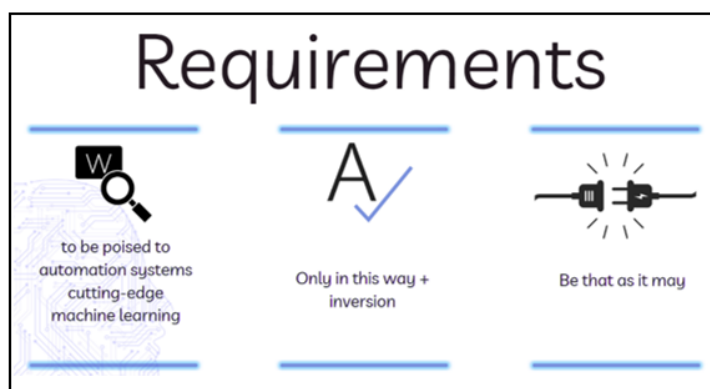 Requirements
W
to be poised to
automation systems
cutting-edge
machine learning
A
Only in this way +
inversion
Be that as it may